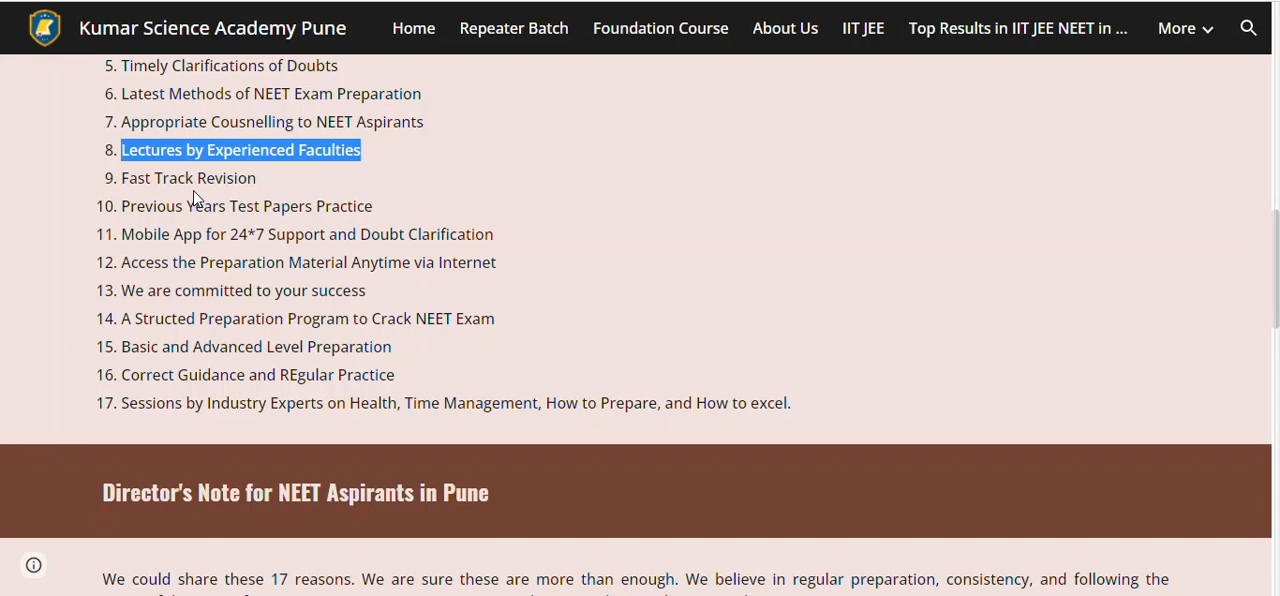 Kumar Science Academy Pune Home Repeater Batch Foundation Course About Us IIT JEE Top Results in IIT JEE NEET in ... More
5. Timely Clarifications of Doubts
6. Latest Methods of NEET Exam Preparation
7. Appropriate Cousnelling to NEET Aspirants
8. Lectures by Experienced Faculties
9. Fast Track Revision
10. Previous Years Test Papers Practice
11. Mobile App for 24*7 Support and Doubt Clarification
12. Access the Preparation Material Anytime via Internet
13. We are committed to your success
14. A Structed Preparation Program to Crack NEET Exam
15. Basic and Advanced Level Preparation
16. Correct Guidance and REgular Practice
17. Sessions by Industry Experts on Health, Time Management, How to Prepare, and How to excel.
Director's Note for NEET Aspirants in Pune
We could share these 17 reasons. We are sure these are more than enough. We believe in regular preparation, consistency, and following the